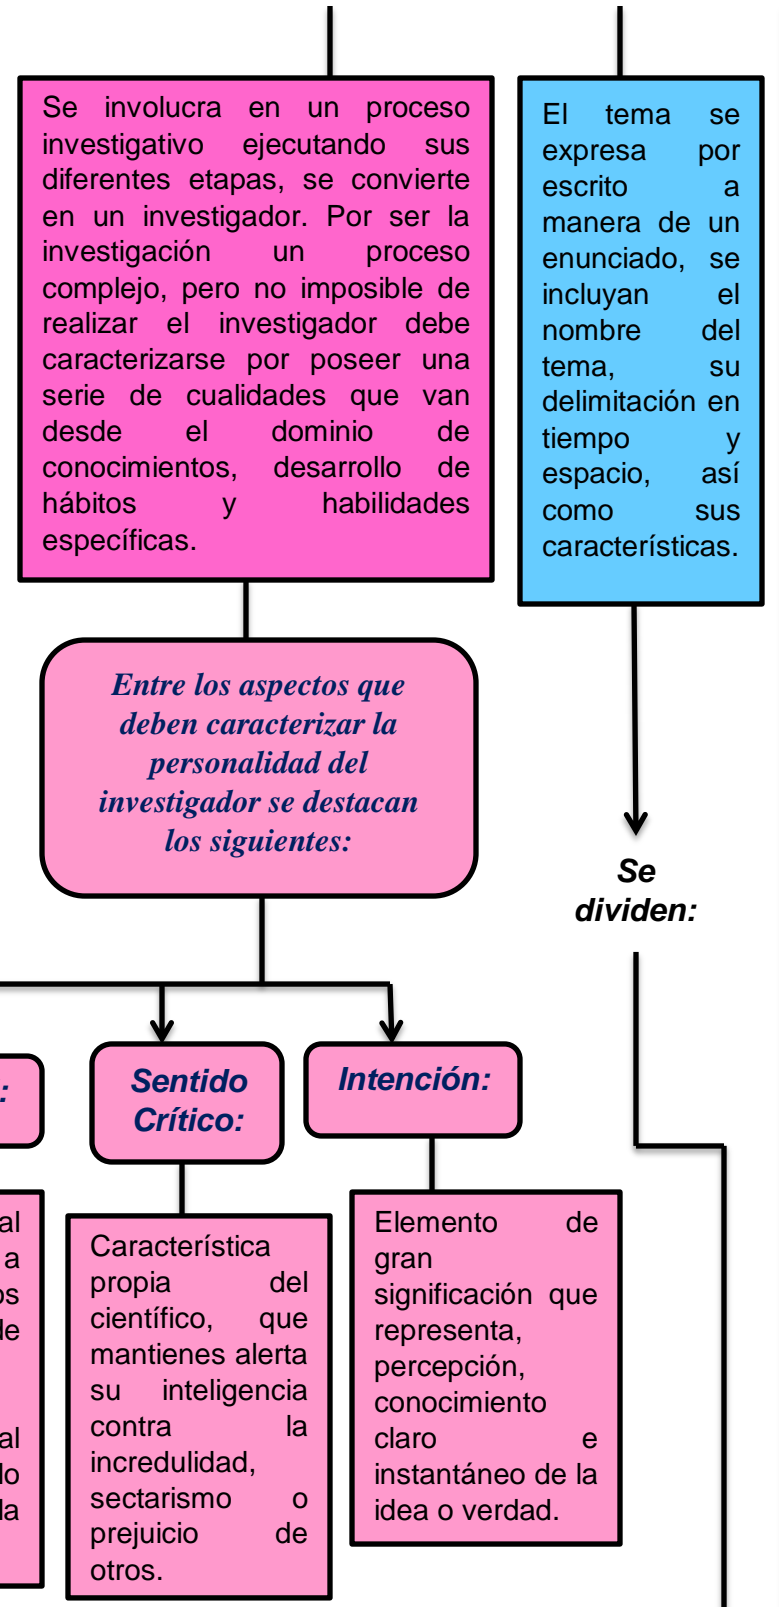 Se involucra en un proceso
investigativo ejecutando sus
diferentes etapas, se convierte
en un investigador. Por ser la
investigación un proceso
complejo, pero no imposible de
realizar el investigador debe
caracterizarse por poseer una
serie de cualidades que van
desde el dominio de
conocimientos, desarrollo de
hábitos y habilidades
específicas.
El tema se
expresa por
escrito a
manera de un
enunciado, se
incluyan el
nombre del
tema, su
delimitación en
tiempo y
espacio, así
como sus
características.
Entre los aspectos que
deben caracterizar la
personalidad del
investigador se destacan
los siguientes:
Se
dividen:
:
Sentido
Crítico:
Intención:
al
a
os
de
al
do
la
Característica
propia del
científico, que
mantienes alerta
su inteligencia
contra la
incredulidad,
sectarismo o
prejuicio de
otros.
Elemento de
gran
significación que
representa,
percepción,
conocimiento
claro e
instantáneo de la
idea o verdad.